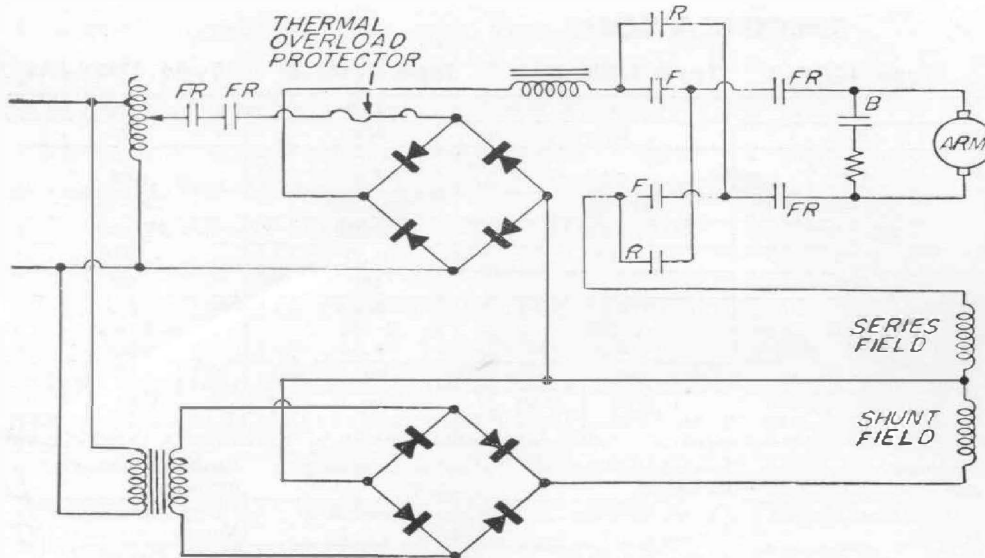 THERMAL
OVERLOAD
PROTECTOR
R
FR FR
F
FR
B
ARM
F
FR
R
SERIES
FIELD
SHUNT
FIELD